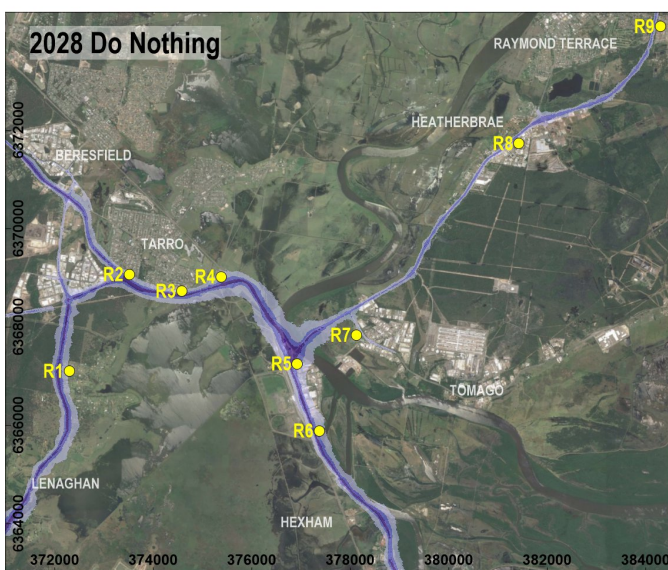 2028 Do Nothing
R9
RAYMOND TERRACE
6372000
HEATHERBRAE
R8
BERESFIELD
6370000
TARRO
R2
R3
R4
6368000
R7
R5
R1
TOMAGO
6366000
R6
LENAGHAN
HEXHAM
6364000
372000
374000
376000
378000
380000
382000
384000